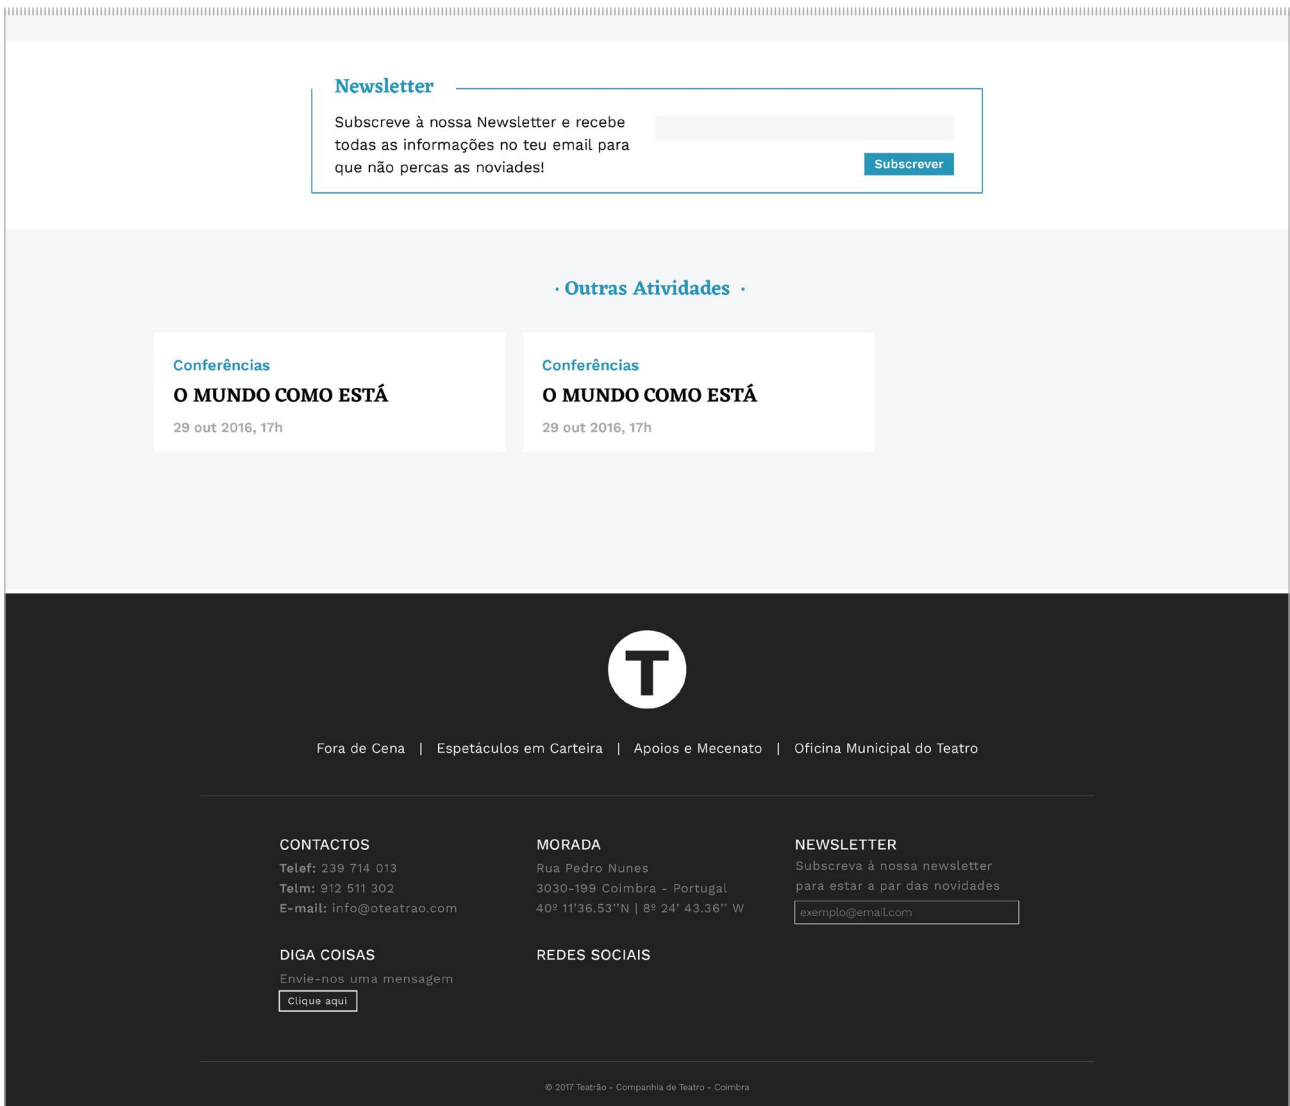 Newsletter
Subscreve à nossa Newsletter e recebe
todas as informações no teu email para
que não percas as noviades!
Subscrever
· Outras Atividades ·
Conferências
O MUNDO COMO ESTÁ
29 out 2016, 17h
Conferências
O MUNDO COMO ESTÁ
29 out 2016, 17h
T
Fora de Cena | Espetáculos em Carteira | Apoios e Mecenato | Oficina Municipal do Teatro
CONTACTOS
Telef: 239 714 013
Telm: 912 511 302
E-mail: info@oteatrao.com
MORADA
Rua Pedro Nunes
3030-199 Coimbra - Portugal
40º 11'36.53''N | 8º 24' 43.36'' W
NEWSLETTER
Subscreva à nossa newsletter
para estar a par das novidades
exemplo@email.com
DIGA COISAS
Envie-nos uma mensagem
Clique aqui
REDES SOCIAIS
© 2017 Teatrão - Companhia de Teatro - Coimbra